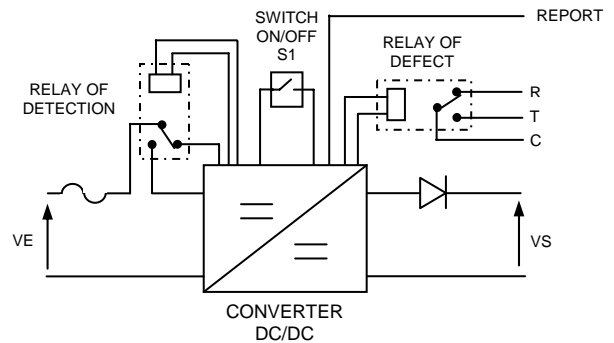 SWITCH
ON/OFF
S1
REPORT
RELAY OF
DEFECT
RELAY OF
DETECTION
R
T
C
VE
VS
CONVERTER
DC/DC